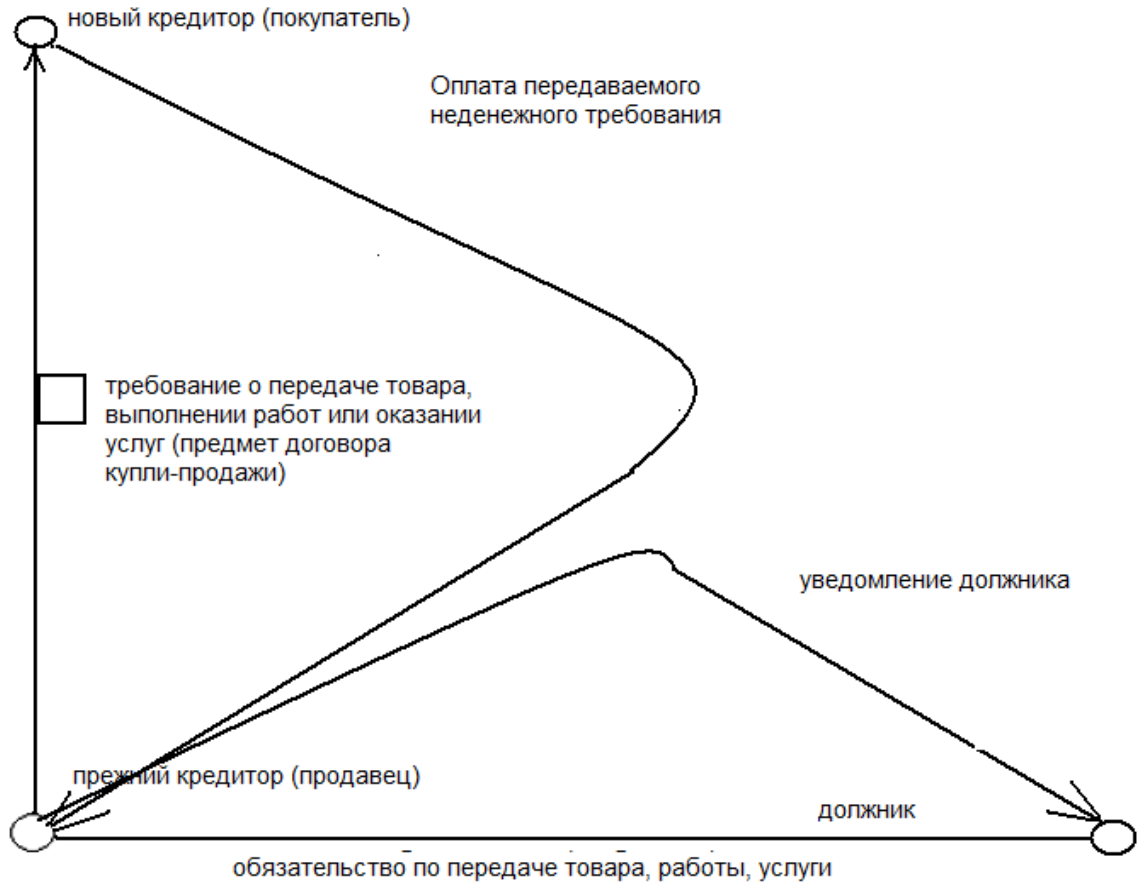 новый кредитор (покупатель)
Оплата передаваемого
неденежного требования
требование о передаче товара,
выполнении работ или оказании
услуг (предмет договора
купли-продажи)
уведомление должника
прежний кредитор (продавец)
должник
обязательство по передаче товара, работы, услуги